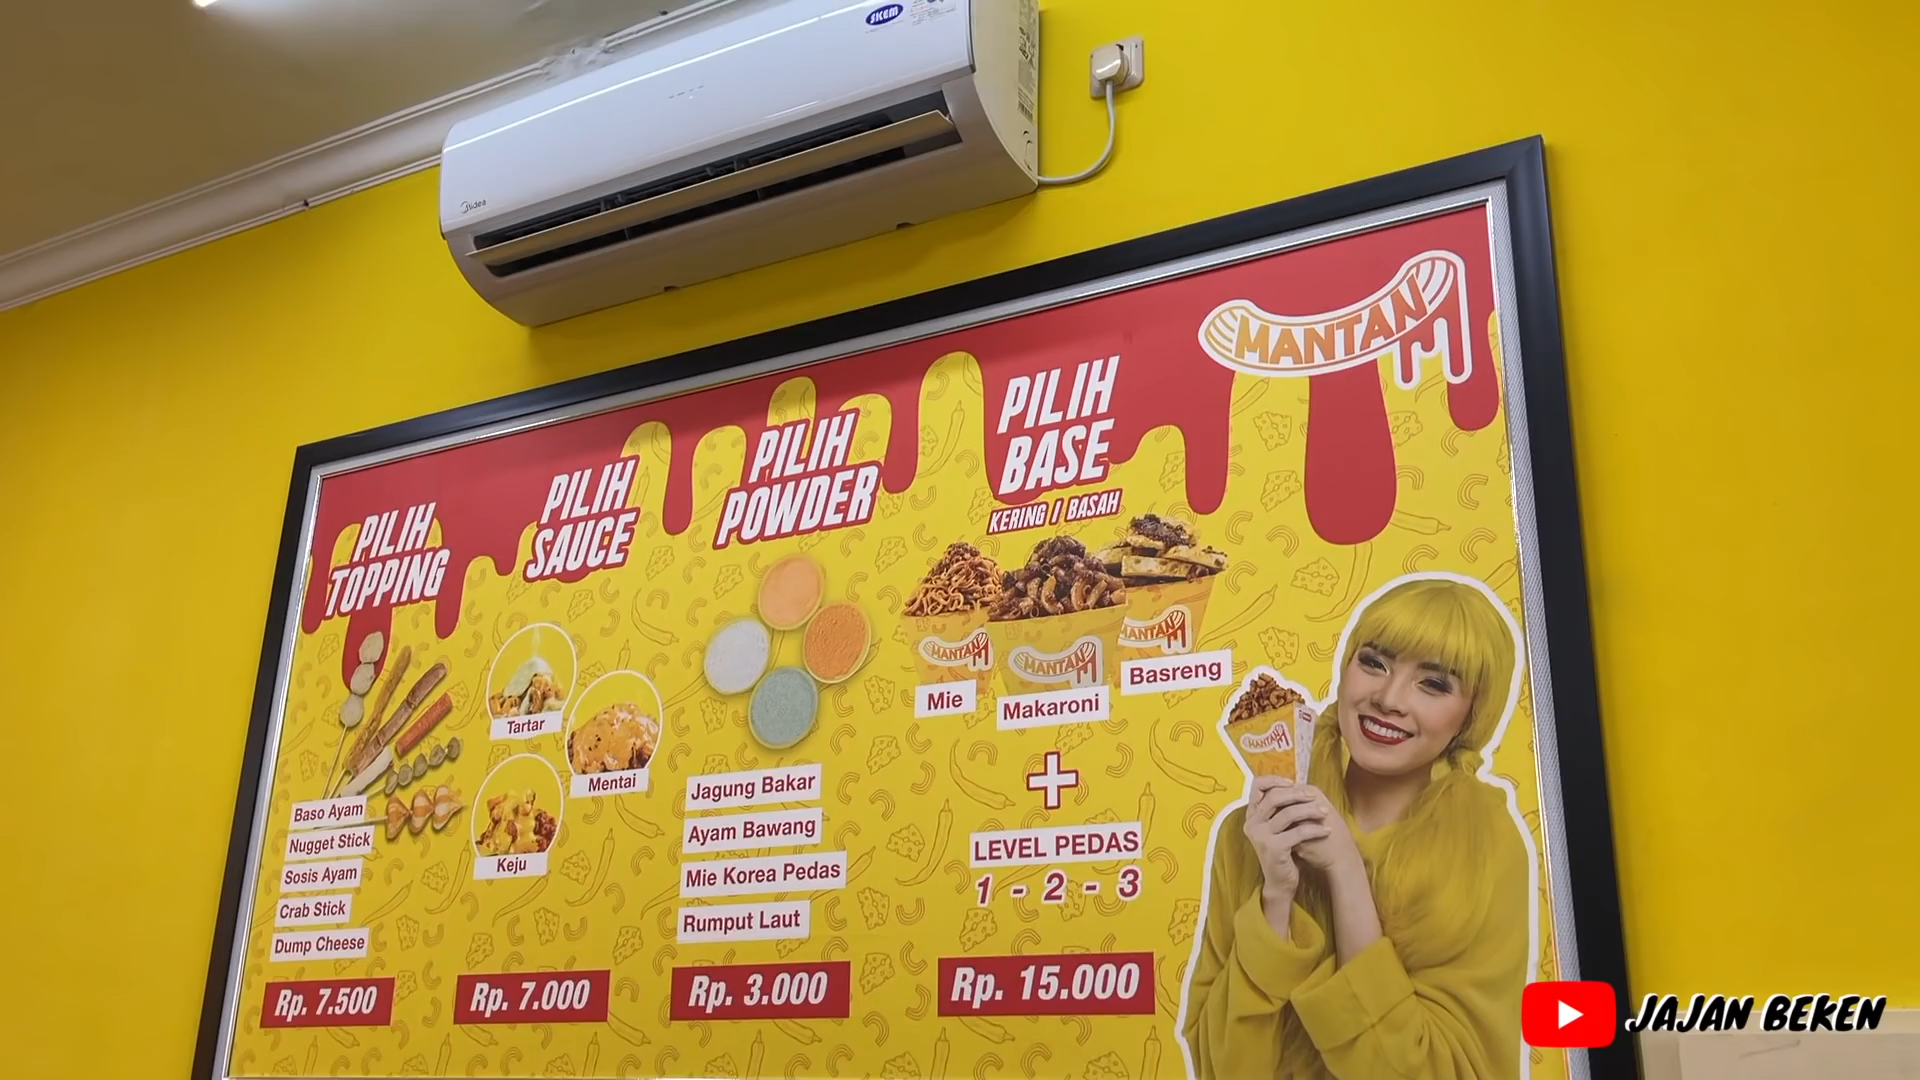 SKEM
Midea
MANTAN
PILIH
TOPPING
PILIH
SAUCE
PILIH
POWDER
PILIH
BASE
KERING / BASAH
MANTAN
MANTAN
MANTAN
Mie
Makaroni
Basreng
Tartar
Mentai
Keju
Baso Ayam
Nugget Stick
Sosis Ayam
Crab Stick
Dump Cheese
Jagung Bakar
Ayam Bawang
Mie Korea Pedas
Rumput Laut
+
LEVEL PEDAS
1 - 2 - 3
MANTAN
Rp. 7.500
Rp. 7.000
Rp. 3.000
Rp. 15.000
JAJAN BEKEN